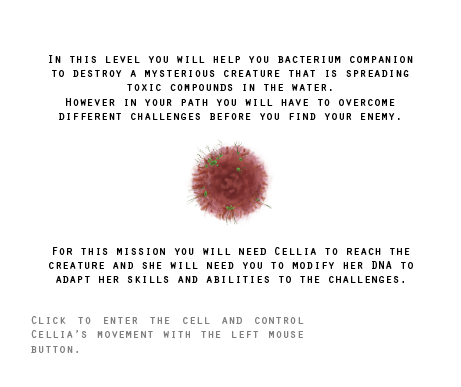 In this level you will help you bacterium companion
to destroy a mysterious creature that is spreading
toxic compounds in the water.
However in your path you will have to overcome
different challenges before you find your enemy.
For this mission you will need Cellia to reach the
creature and she will need you to modify her DNA to
adapt her skills and abilities to the challenges.
Click to enter the cell and control
Cellia's movement with the left mouse
button.